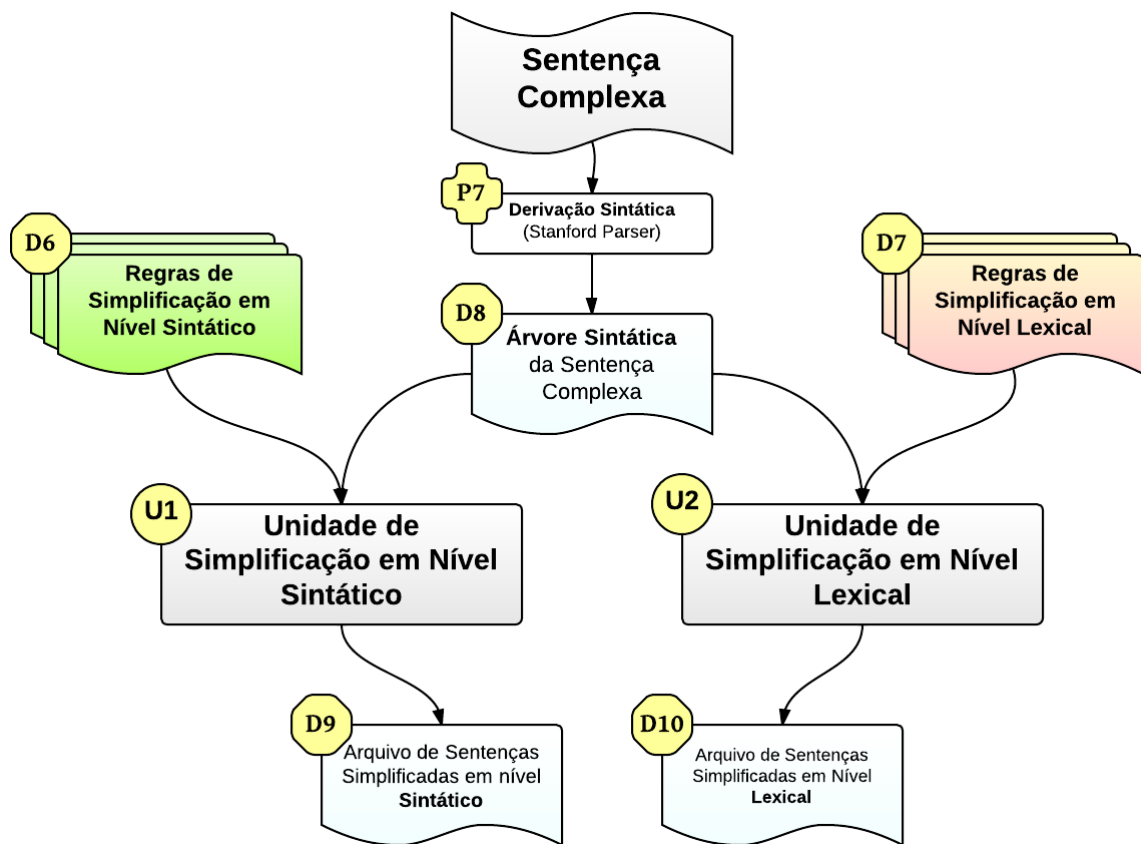 Sentença
Complexa
P7
Derivação Sintática
(Stanford Parser)
D6
Regras de
Simplificação em
Nível Sintático
D8
Árvore Sintática
da Sentença
Complexa
D7
Regras de
Simplificação em
Nível Lexical
U1
Unidade de
Simplificação em Nível
Sintático
U2
Unidade de
Simplificação em Nível
Lexical
D9
Arquivo de Sentenças
Simplificadas em nível
Sintático
D10
Arquivo de Sentenças
Simplificadas em Nível
Lexical